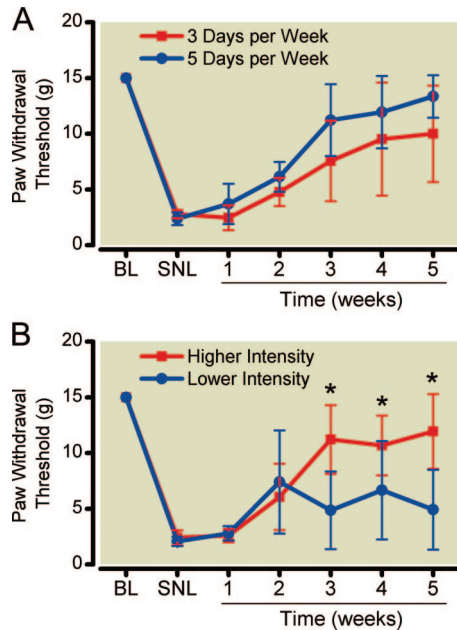 A
3 Days per Week
5 Days per Week
Paw Withdrawal
Threshold (g)
20
15
10
5
0
BL SNL 1 2 3 4 5
Time (weeks)
B
Higher Intensity
Lower Intensity
* * *
Paw Withdrawal
Threshold (g)
20
15
10
5
0
BL SNL 1 2 3 4 5
Time (weeks)